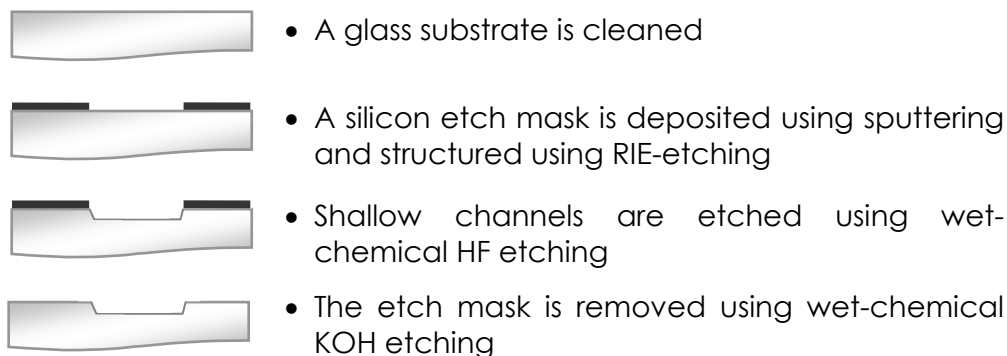 • A glass substrate is cleaned
• A silicon etch mask is deposited using sputtering
and structured using RIE-etching
• Shallow channels are etched using wet-
chemical HF etching
• The etch mask is removed using wet-chemical
KOH etching